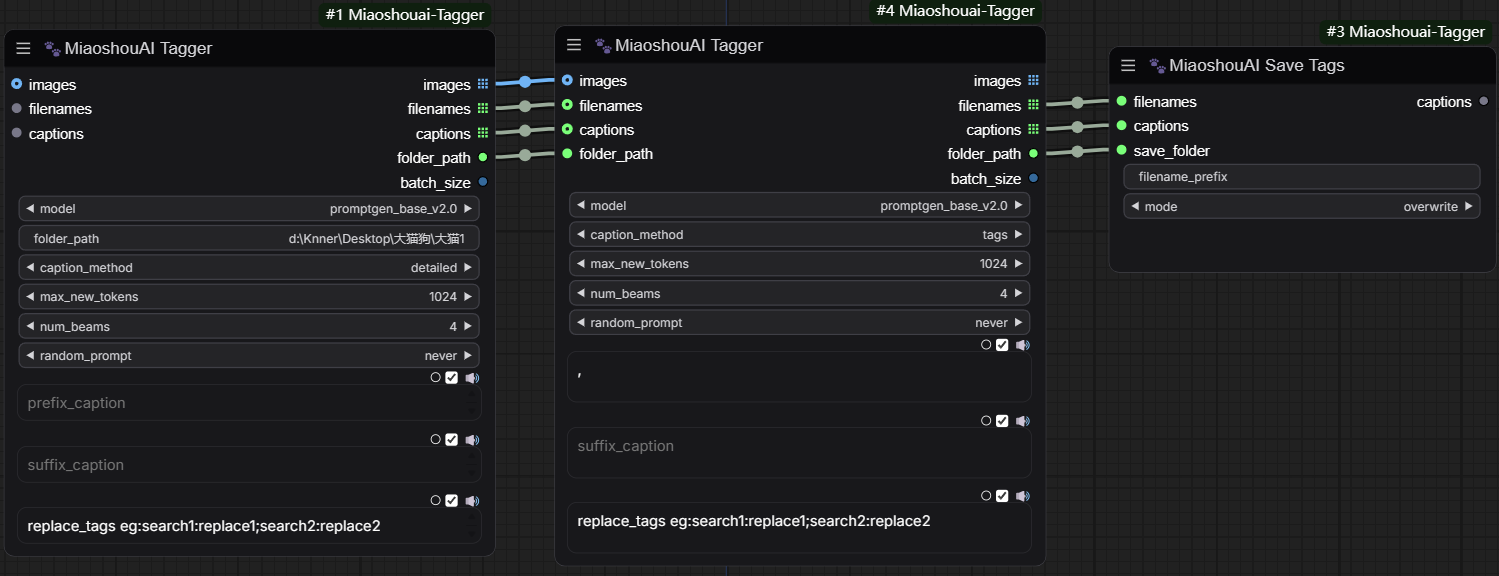 #1 Miaoshouai-Tagger
MiaoshouAI Tagger
images
images
filenames
filenames
captions
captions
folder_path
batch_size
model
promptgen_base_v2.0
folder_path
d:\Knner\Desktop\大猫狗\大猫1
caption_method
detailed
max_new_tokens
1024
num_beams
4
random_prompt
never
prefix_caption
suffix_caption
replace_tags eg:search1:replace1;search2:replace2
#4 Miaoshouai-Tagger
MiaoshouAI Tagger
images
images
filenames
filenames
captions
captions
folder_path
folder_path
batch_size
model
promptgen_base_v2.0
caption_method
tags
max_new_tokens
1024
num_beams
4
random_prompt
never
,
suffix_caption
replace_tags eg:search1:replace1;search2:replace2
#3 Miaoshouai-Tagger
MiaoshouAI Save Tags
filenames
captions
captions
save_folder
filename_prefix
mode
overwrite